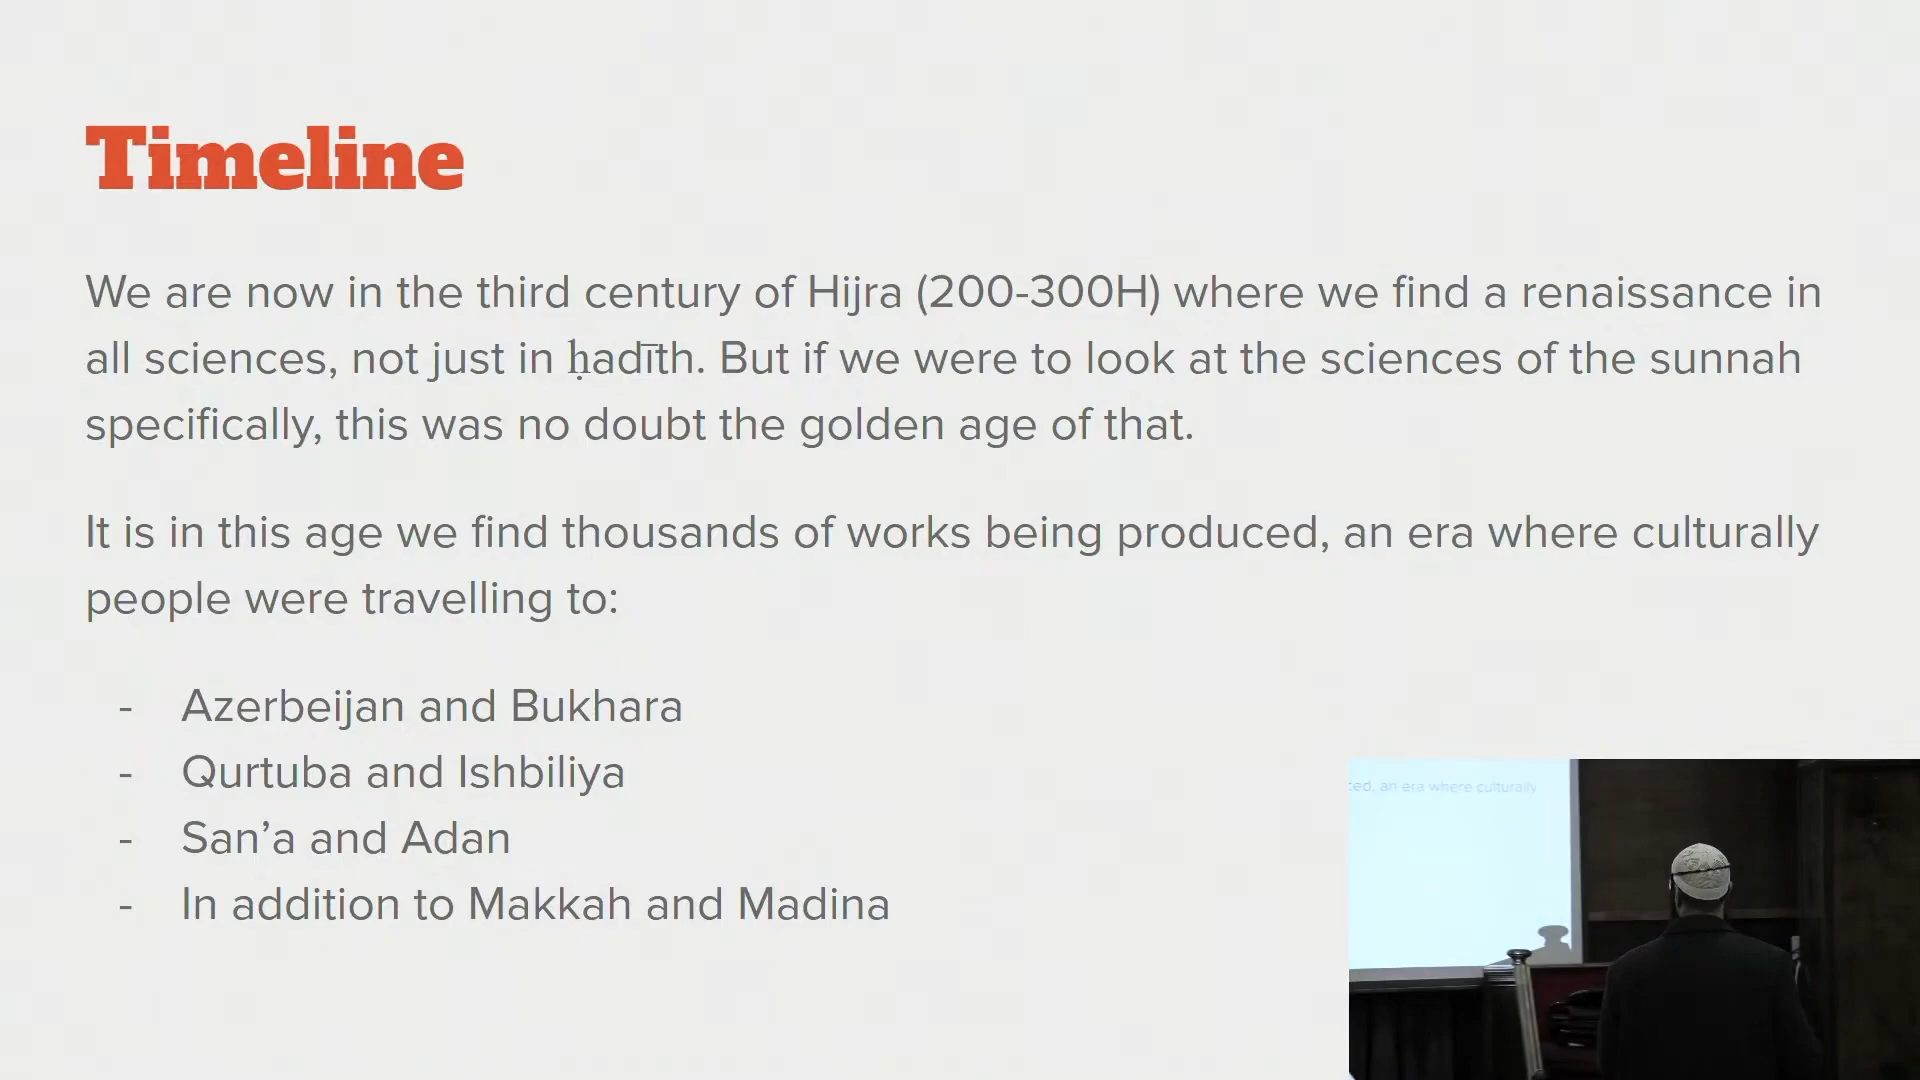 Timeline
We are now in the third century of Hijra (200-300H) where we find a renaissance in
all sciences, not just in ḥadīth. But if we were to look at the sciences of the sunnah
specifically, this was no doubt the golden age of that.
It is in this age we find thousands of works being produced, an era where culturally
people were travelling to:
- Azerbeijan and Bukhara
- Qurtuba and Ishbiliya
- San’a and Adan
- In addition to Makkah and Madina
ced, an era where culturally